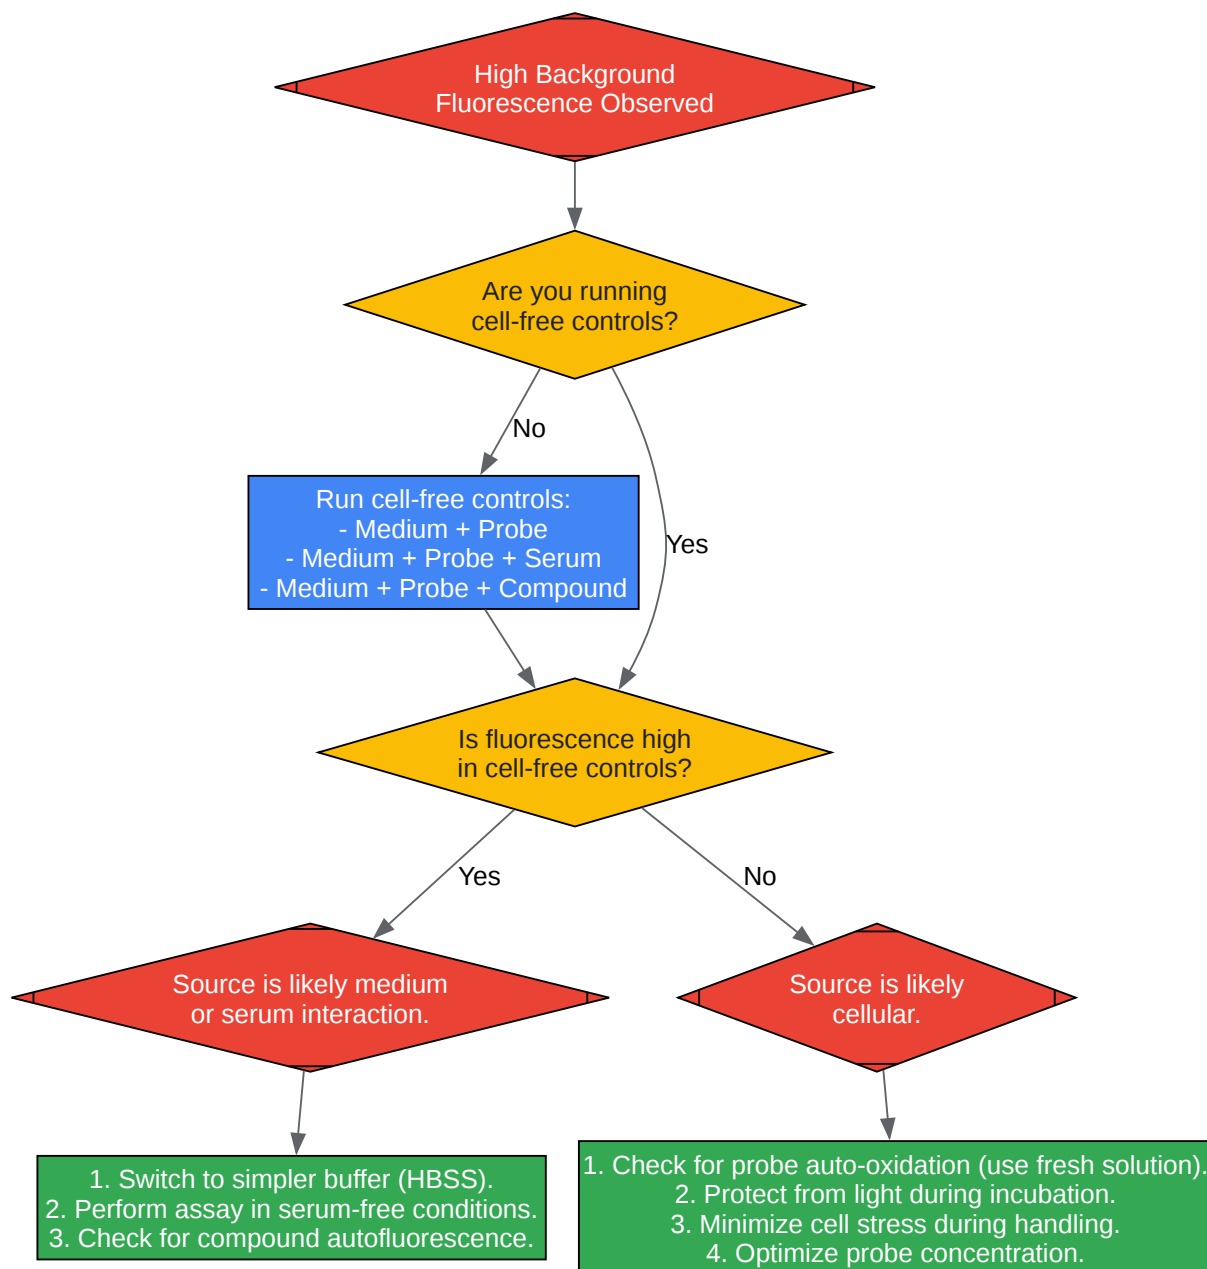 High Background
Fluorescence Observed
Are you running
cell-free controls?
No
Run cell-free controls:
- Medium + Probe
- Medium + Probe + Serum
- Medium + Probe + Compound
Yes
Is fluorescence high
in cell-free controls?
Yes
No
Source is likely medium
or serum interaction.
Source is likely
cellular.
1. Switch to simpler buffer (HBSS).
2. Perform assay in serum-free conditions.
3. Check for compound autofluorescence.
1. Check for probe auto-oxidation (use fresh solution).
2. Protect from light during incubation.
3. Minimize cell stress during handling.
4. Optimize probe concentration.